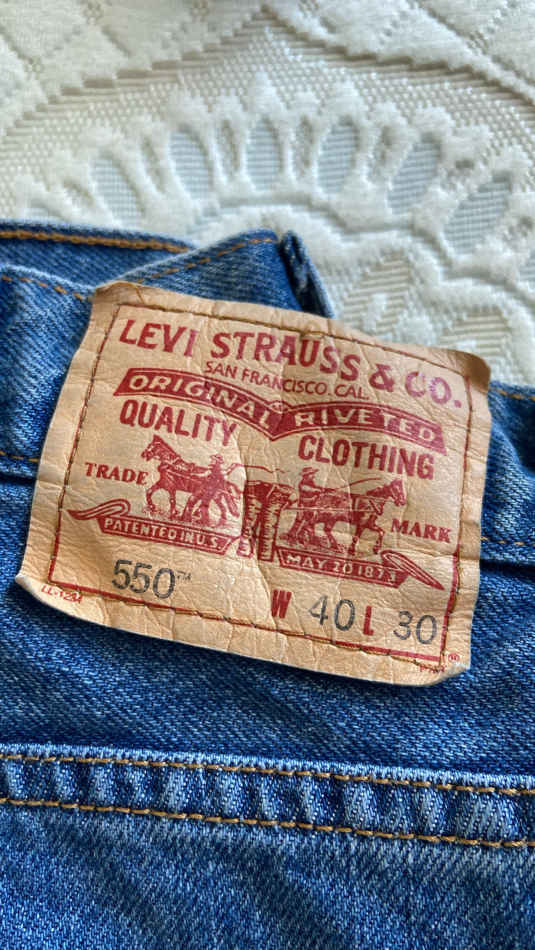 LEVI STRAUSS & CO.
SAN FRANCISCO. CAL.
ORIGINAL RIVETED
QUALITY CLOTHING
TRADE MARK
PATENTED IN U.S. MAY 20 1873
550™ W 40 L 30